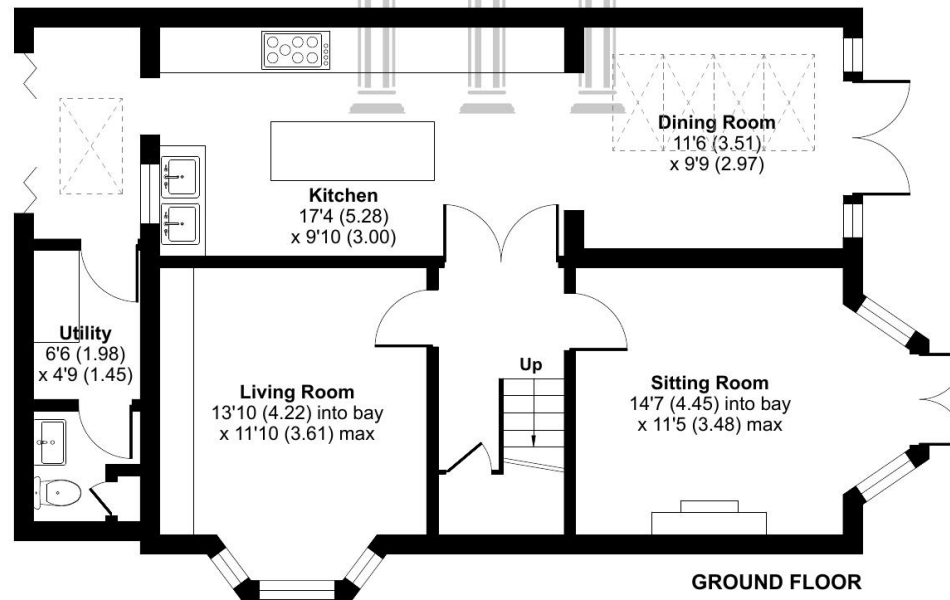 Dining Room
11'6 (3.51)
x 9'9 (2.97)
Kitchen
17'4 (5.28)
x 9'10 (3.00)
Utility
6'6 (1.98)
x 4'9 (1.45)
Living Room
13'10 (4.22) into bay
x 11'10 (3.61) max
Up
Sitting Room
14'7 (4.45) into bay
x 11'5 (3.48) max
GROUND FLOOR